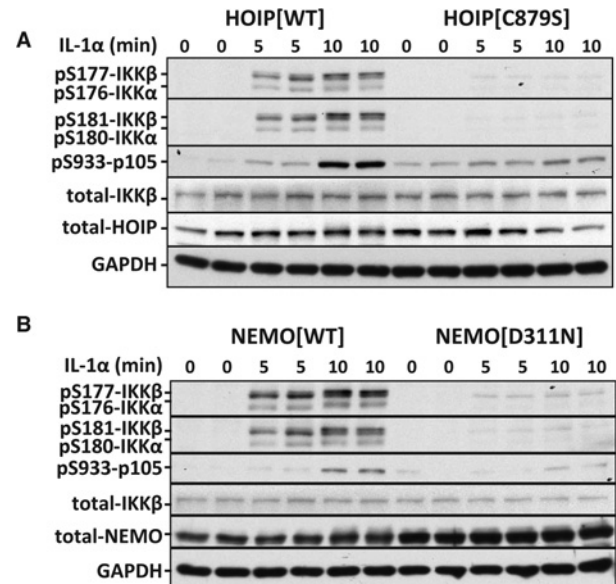 A
HOIP[WT] HOIP[C879S]
IL-1α (min) 0 0 5 5 10 10 0 0 5 5 10 10
pS177-IKKβ
pS176-IKKα
pS181-IKKβ
pS180-IKKα
pS933-p105
total-IKKβ
total-HOIP
GAPDH
B
NEMO[WT] NEMO[D311N]
IL-1α (min) 0 0 5 5 10 10 0 0 5 5 10 10
pS177-IKKβ
pS176-IKKα
pS181-IKKβ
pS180-IKKα
pS933-p105
total-IKKβ
total-NEMO
GAPDH